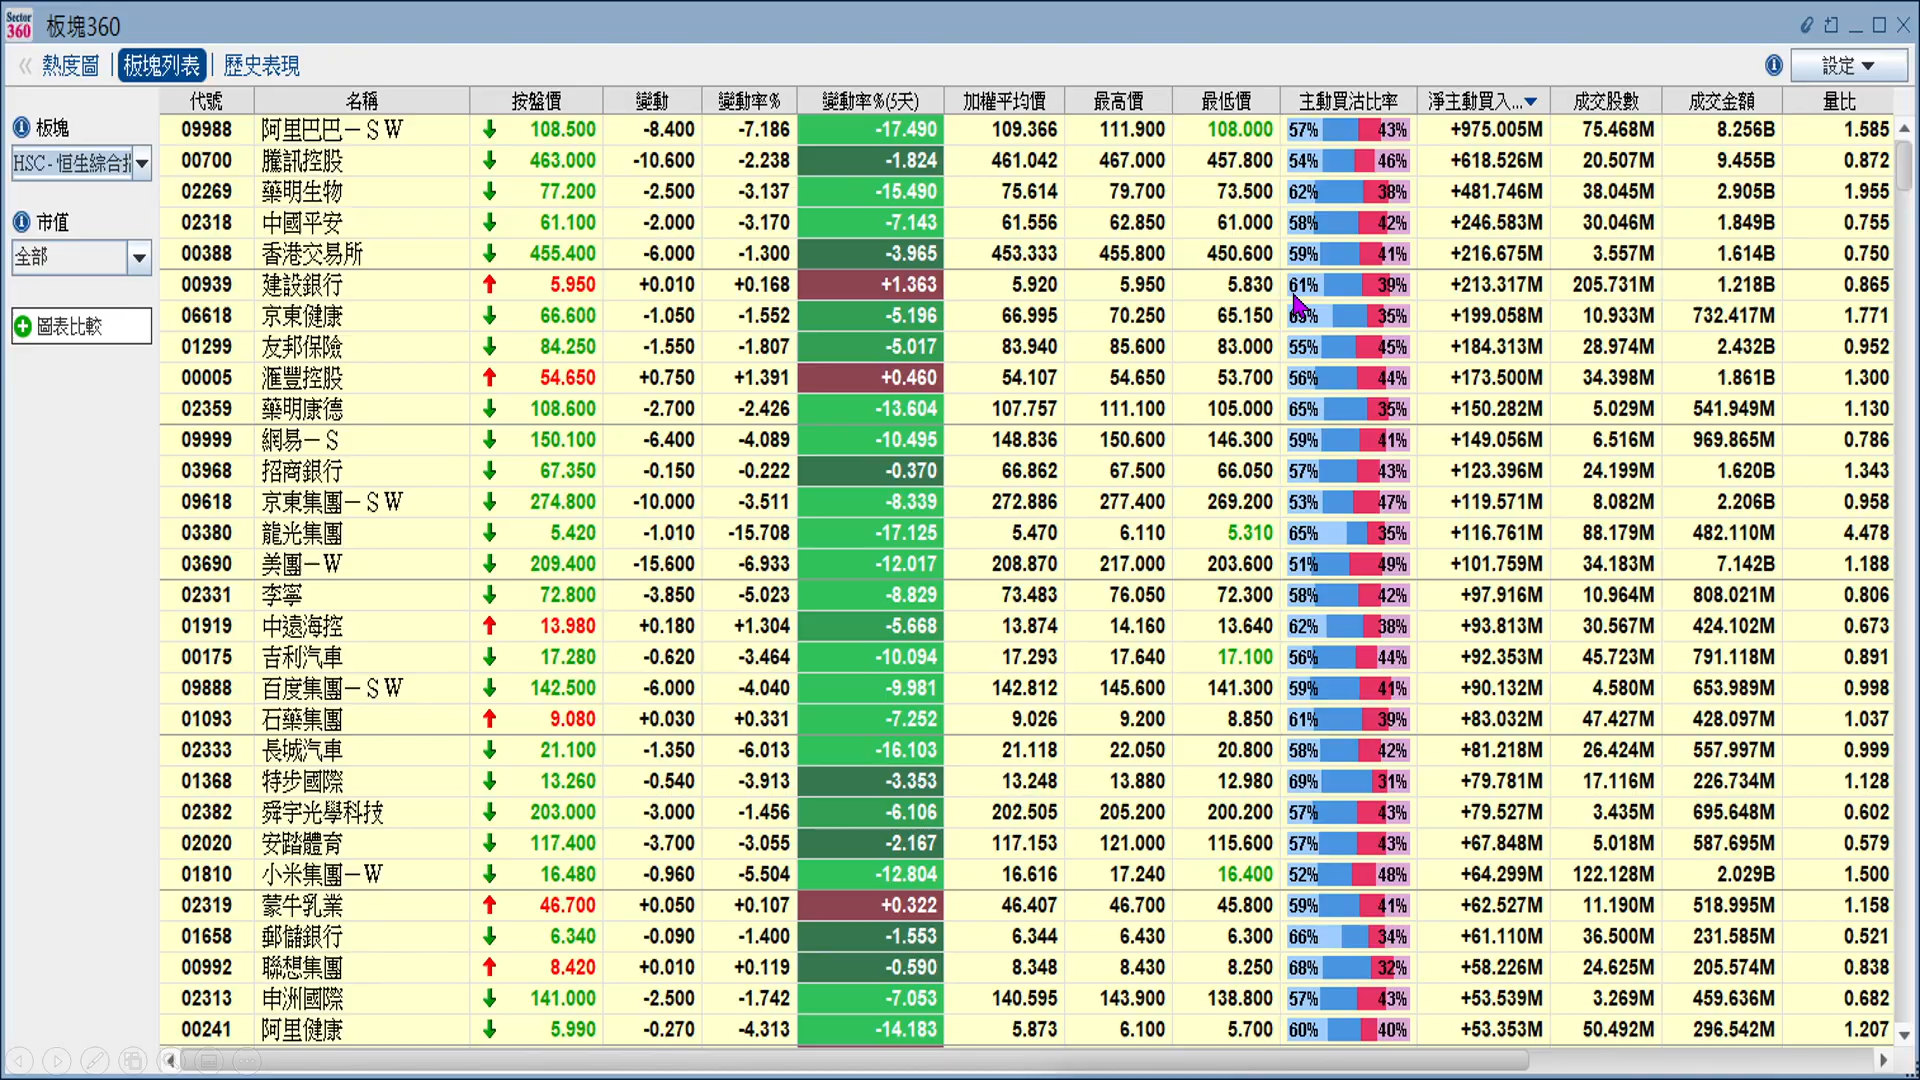 Sector 360 板塊360
熱度圖 板塊列表 歷史表現 設定
代號 名稱 按盤價 變動 變動率% 變動率%(5天) 加權平均價 最高價 最低價 主動買沽比率 淨主動買入... 成交股數 成交金額 量比
板塊
HSC - 恒生綜合指
市值
全部
圖表比較
09988 阿里巴巴－ＳＷ 108.500 -8.400 -7.186 -17.490 109.366 111.900 108.000 57% 43% +975.005M 75.468M 8.256B 1.585
00700 騰訊控股 463.000 -10.600 -2.238 -1.824 461.042 467.000 457.800 54% 46% +618.526M 20.507M 9.455B 0.872
02269 藥明生物 77.200 -2.500 -3.137 -15.490 75.614 79.700 73.500 62% 38% +481.746M 38.045M 2.905B 1.955
02318 中國平安 61.100 -2.000 -3.170 -7.143 61.556 62.850 61.000 58% 42% +246.583M 30.046M 1.849B 0.755
00388 香港交易所 455.400 -6.000 -1.300 -3.965 453.333 455.800 450.600 59% 41% +216.675M 3.557M 1.614B 0.750
00939 建設銀行 5.950 +0.010 +0.168 +1.363 5.920 5.950 5.830 61% 39% +213.317M 205.731M 1.218B 0.865
06618 京東健康 66.600 -1.050 -1.552 -5.196 66.995 70.250 65.150 35% +199.058M 10.933M 732.417M 1.771
01299 友邦保險 84.250 -1.550 -1.807 -5.017 83.940 85.600 83.000 55% 45% +184.313M 28.974M 2.432B 0.952
00005 滙豐控股 54.650 +0.750 +1.391 +0.460 54.107 54.650 53.700 56% 44% +173.500M 34.398M 1.861B 1.300
02359 藥明康德 108.600 -2.700 -2.426 -13.604 107.757 111.100 105.000 65% 35% +150.282M 5.029M 541.949M 1.130
09999 網易－Ｓ 150.100 -6.400 -4.089 -10.495 148.836 150.600 146.300 59% 41% +149.056M 6.516M 969.865M 0.786
03968 招商銀行 67.350 -0.150 -0.222 -0.370 66.862 67.500 66.050 57% 43% +123.396M 24.199M 1.620B 1.343
09618 京東集團－ＳＷ 274.800 -10.000 -3.511 -8.339 272.886 277.400 269.200 53% 47% +119.571M 8.082M 2.206B 0.958
03380 龍光集團 5.420 -1.010 -15.708 -17.125 5.470 6.110 5.310 65% 35% +116.761M 88.179M 482.110M 4.478
03690 美團－Ｗ 209.400 -15.600 -6.933 -12.017 208.870 217.000 203.600 51% 49% +101.759M 34.183M 7.142B 1.188
02331 李寧 72.800 -3.850 -5.023 -8.829 73.483 76.050 72.300 58% 42% +97.916M 10.964M 808.021M 0.806
01919 中遠海控 13.980 +0.180 +1.304 -5.668 13.874 14.160 13.640 62% 38% +93.813M 30.567M 424.102M 0.673
00175 吉利汽車 17.280 -0.620 -3.464 -10.094 17.293 17.640 17.100 56% 44% +92.353M 45.723M 791.118M 0.891
09888 百度集團－ＳＷ 142.500 -6.000 -4.040 -9.981 142.812 145.600 141.300 59% 41% +90.132M 4.580M 653.989M 0.998
01093 石藥集團 9.080 +0.030 +0.331 -7.252 9.026 9.200 8.850 61% 39% +83.032M 47.427M 428.097M 1.037
02333 長城汽車 21.100 -1.350 -6.013 -16.103 21.118 22.050 20.800 58% 42% +81.218M 26.424M 557.997M 0.999
01368 特步國際 13.260 -0.540 -3.913 -3.353 13.248 13.880 12.980 69% 31% +79.781M 17.116M 226.734M 1.128
02382 舜宇光學科技 203.000 -3.000 -1.456 -6.106 202.505 205.200 200.200 57% 43% +79.527M 3.435M 695.648M 0.602
02020 安踏體育 117.400 -3.700 -3.055 -2.167 117.153 121.000 115.600 57% 43% +67.848M 5.018M 587.695M 0.579
01810 小米集團－Ｗ 16.480 -0.960 -5.504 -12.804 16.616 17.240 16.400 52% 48% +64.299M 122.128M 2.029B 1.500
02319 蒙牛乳業 46.700 +0.050 +0.107 +0.322 46.407 46.700 45.800 59% 41% +62.527M 11.190M 518.995M 1.158
01658 郵儲銀行 6.340 -0.090 -1.400 -1.553 6.344 6.430 6.300 66% 34% +61.110M 36.500M 231.585M 0.521
00992 聯想集團 8.420 +0.010 +0.119 -0.590 8.348 8.430 8.250 68% 32% +58.226M 24.625M 205.574M 0.838
02313 申洲國際 141.000 -2.500 -1.742 -7.053 140.595 143.900 138.800 57% 43% +53.539M 3.269M 459.636M 0.682
00241 阿里健康 5.990 -0.270 -4.313 -14.183 5.873 6.100 5.700 60% 40% +53.353M 50.492M 296.542M 1.207